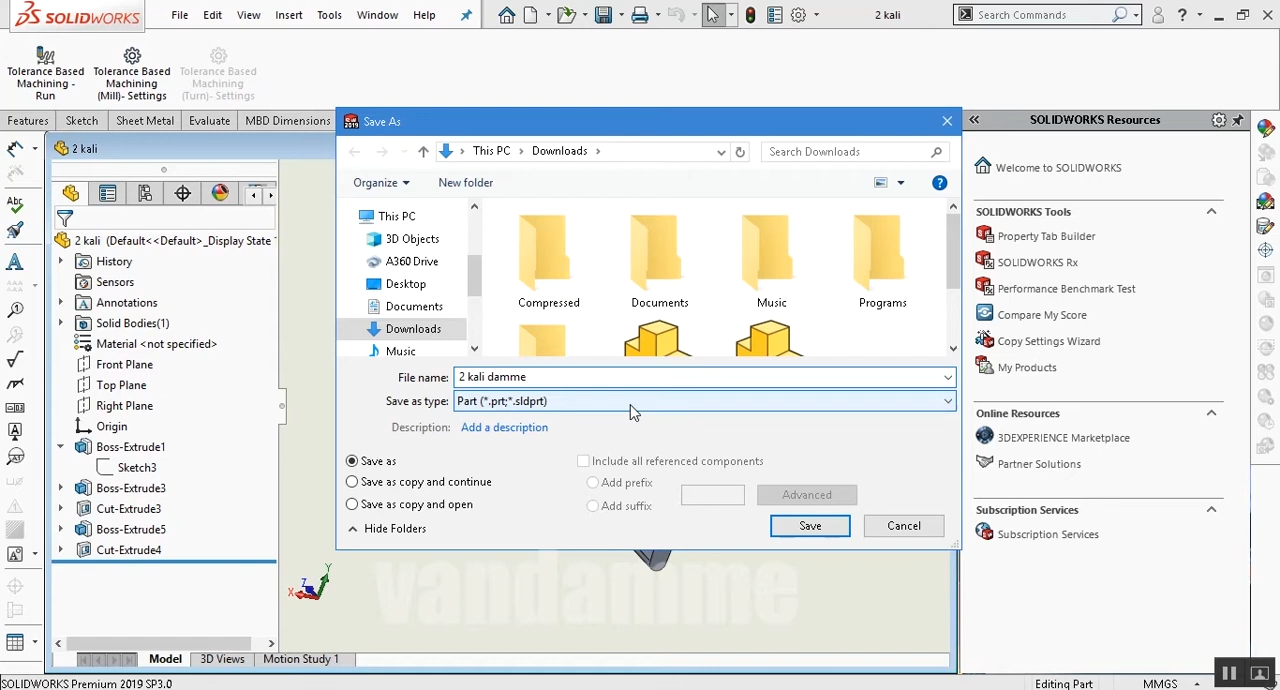 SOLIDWORKS
File
Edit
View
Insert
Tools
Window
Help
2 kali
Search Commands
?
Tolerance Based Machining - Run
Tolerance Based Machining (Mill)- Settings
Tolerance Based Machining (Turn)- Settings
Features
Sketch
Sheet Metal
Evaluate
MBD Dimensions
2 kali
2 kali (Default<<Default>_Display State
History
Sensors
Annotations
Solid Bodies(1)
Material <not specified>
Front Plane
Top Plane
Right Plane
Origin
Boss-Extrude1
Sketch3
Boss-Extrude3
Cut-Extrude3
Boss-Extrude5
Cut-Extrude4
Save As
This PC > Downloads >
Search Downloads
Organize
New folder
This PC
3D Objects
A360 Drive
Desktop
Documents
Downloads
Music
Compressed
Documents
Music
Programs
File name: 2 kali damme
Save as type: Part (*.prt;*.sldprt)
Description: Add a description
Save as
Save as copy and continue
Save as copy and open
Include all referenced components
Add prefix
Add suffix
Advanced
Hide Folders
Save
Cancel
vandamme
SOLIDWORKS Resources
Welcome to SOLIDWORKS
SOLIDWORKS Tools
Property Tab Builder
SOLIDWORKS Rx
Performance Benchmark Test
Compare My Score
Copy Settings Wizard
My Products
Online Resources
3DEXPERIENCE Marketplace
Partner Solutions
Subscription Services
Subscription Services
Model
3D Views
Motion Study 1
SOLIDWORKS Premium 2019 SP3.0
Editing Part
MMGS